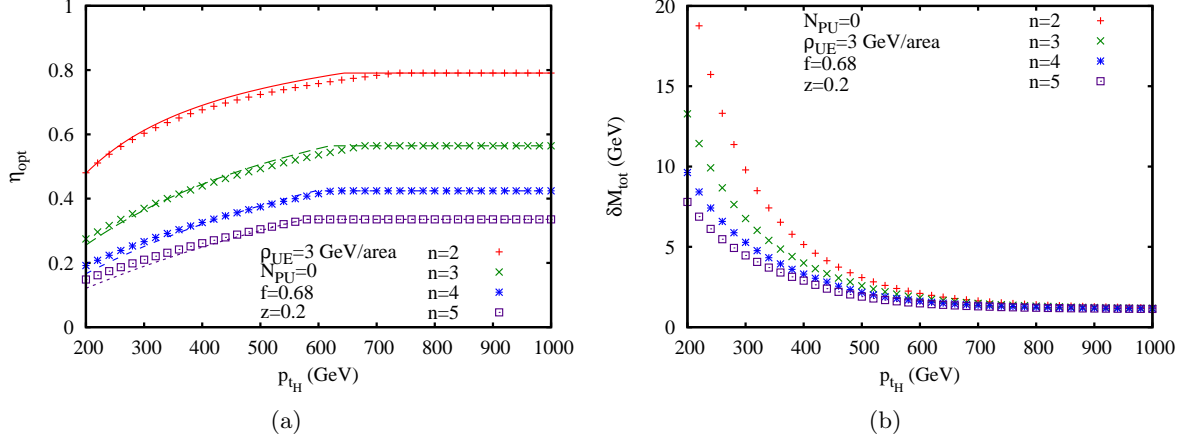 1
0.8
0.6
0.4
0.2
0
η_opt
ρ_UE=3 GeV/area n=2
N_PU=0 n=3
f=0.68 n=4
z=0.2 n=5
200 300 400 500 600 700 800 900 1000
p_t_H (GeV)
(a)
20
15
10
5
0
δM_tot (GeV)
N_PU=0 n=2
ρ_UE=3 GeV/area n=3
f=0.68 n=4
z=0.2 n=5
200 300 400 500 600 700 800 900 1000
p_t_H (GeV)
(b)